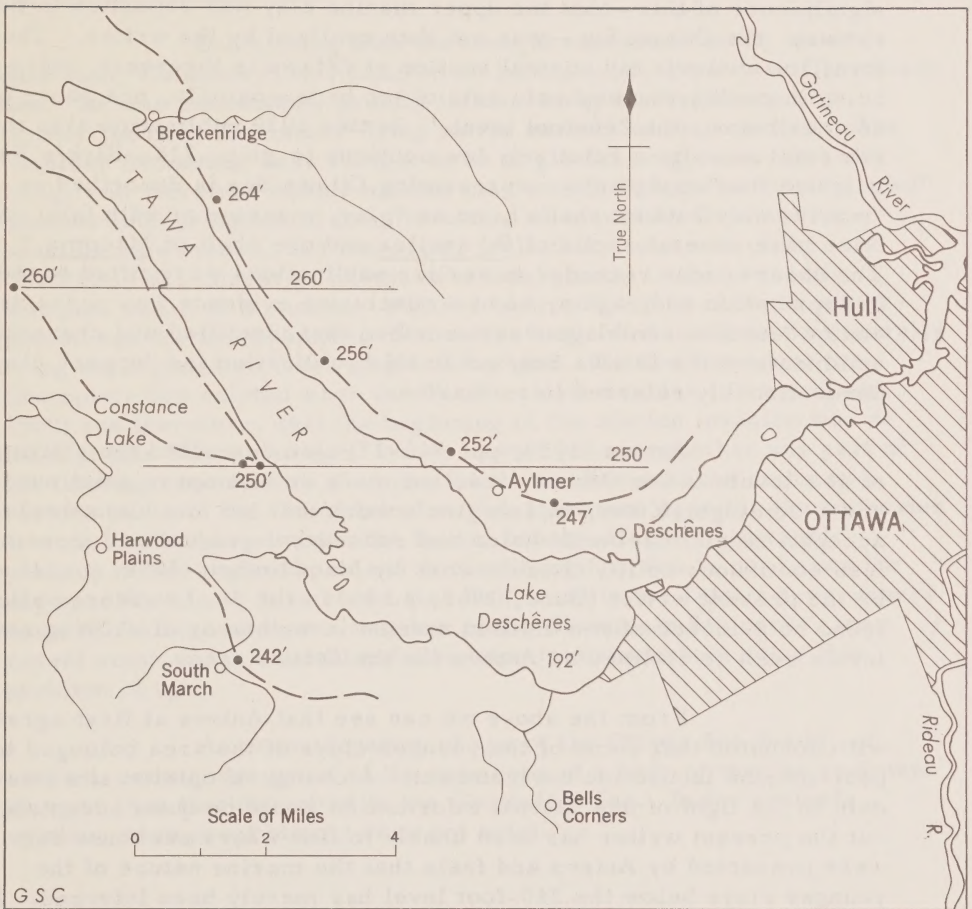 Gatineau
River
Breckenridge
OTTAWA
RIVER
264'
True North
260'
260'
Hull
256'
Constance
Lake
252'
250'
250'
Aylmer
247'
Deschênes
OTTAWA
Harwood
Plains
Lake
Deschênes
192'
South
March
242'
Rideau
R.
Bells
Corners
Scale of Miles
0
4
GSC